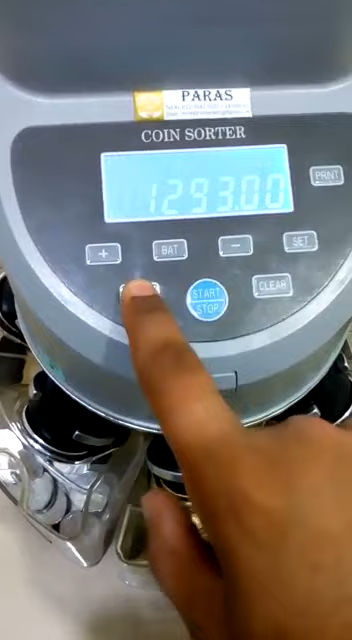 PARAS
COIN SORTER
1293.00
PRINT
+ BAT - SET
START STOP
CLEAR